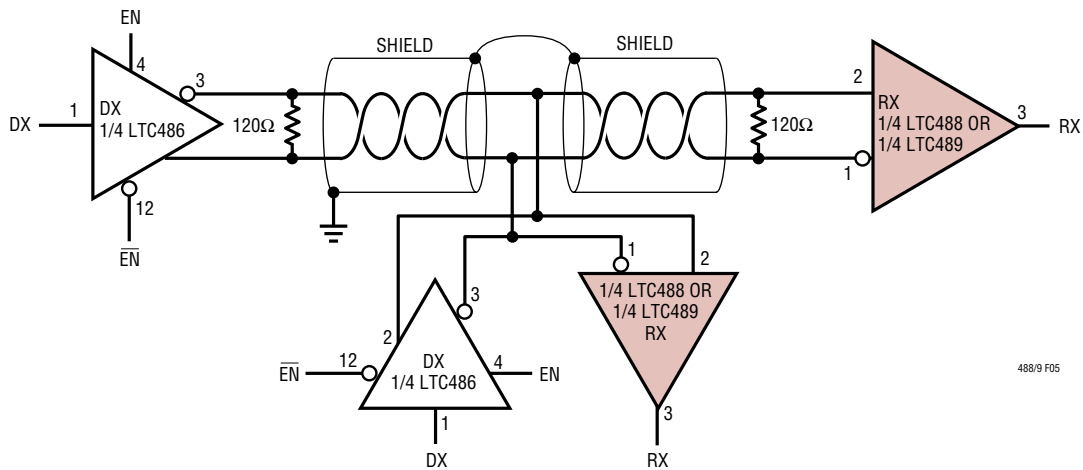 EN
4
3
1
DX
DX
1/4 LTC486
12
EN
120Ω
SHIELD
SHIELD
120Ω
2
RX
1/4 LTC488 OR
1/4 LTC489
1
3
RX
2
3
12
EN
DX
1/4 LTC486
4
EN
1
DX
1
2
1/4 LTC488 OR
1/4 LTC489
RX
3
RX
488/9 F05